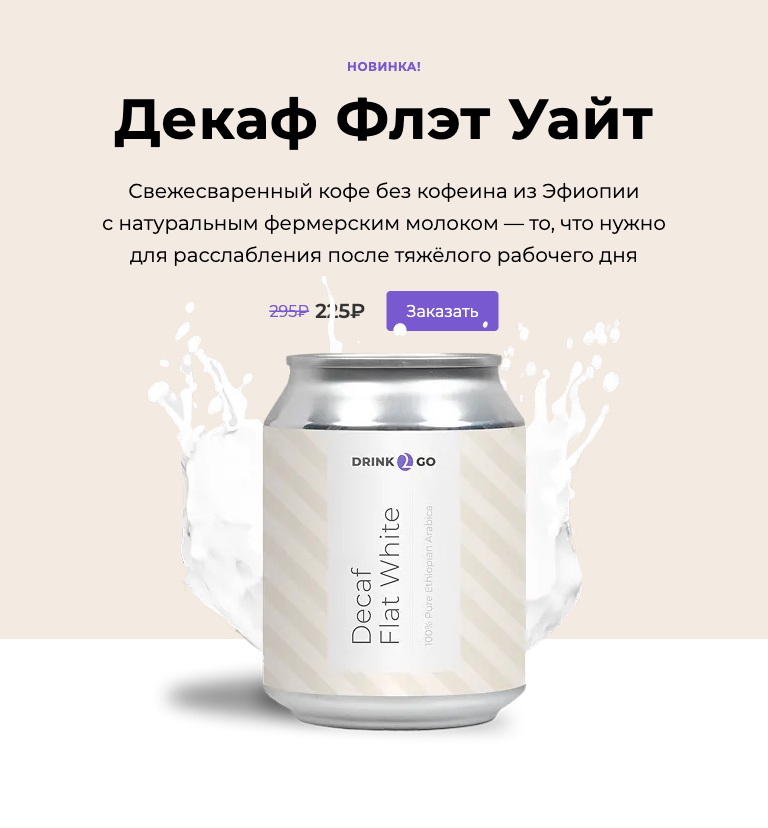 НОВИНКА!
Декаф Флэт Уайт
Свежесваренный кофе без кофеина из Эфиопии
с натуральным фермерским молоком — то, что нужно
для расслабления после тяжёлого рабочего дня
295₽ 225₽ Заказать
DRINK 2 GO
Decaf
Flat White
100% Pure Ethiopian Arabica